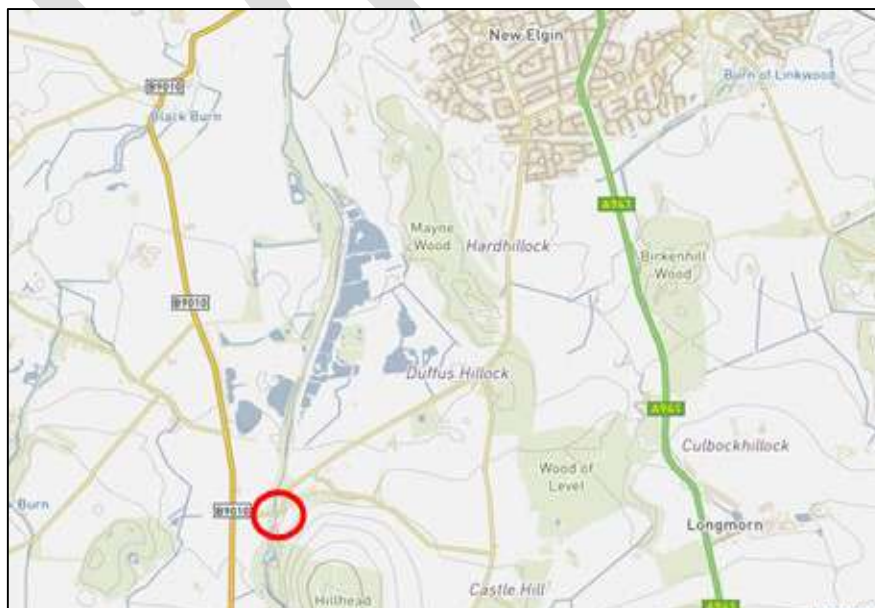 New Elgin
Burn of Linkwood
B9010
Black Burn
A941
Mayne
Wood
Hardhillock
Birkenhill
Wood
B9010
Duffus Hillock
A941
Culbockhillock
Wood of
Level
Burn
B9010
Longmorn
Castle Hill
Hillhead